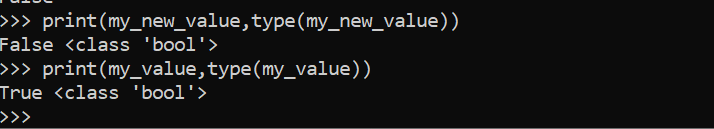 >>> print(my_new_value,type(my_new_value))
False <class 'bool'>
>>> print(my_value,type(my_value))
True <class 'bool'>
>>>